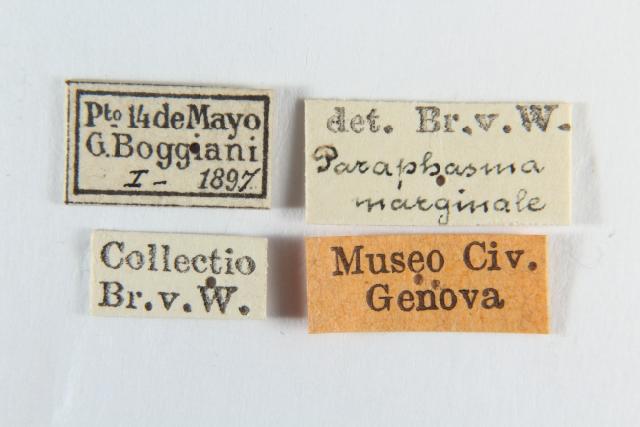 Pto 14 de Mayo
G. Boggiani
I- 1897
det. Br. v. W.
Paraphasma
marginale
Collectio
Br. v. W.
Museo Civ.
Genova